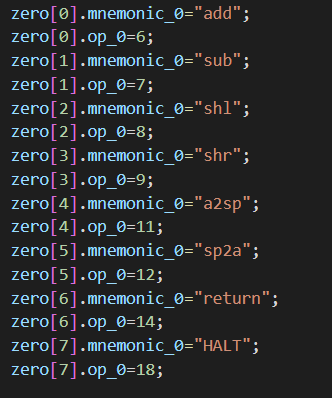 zero[0].mnemonic_0="add";
zero[0].op_0=6;
zero[1].mnemonic_0="sub";
zero[1].op_0=7;
zero[2].mnemonic_0="shl";
zero[2].op_0=8;
zero[3].mnemonic_0="shr";
zero[3].op_0=9;
zero[4].mnemonic_0="a2sp";
zero[4].op_0=11;
zero[5].mnemonic_0="sp2a";
zero[5].op_0=12;
zero[6].mnemonic_0="return";
zero[6].op_0=14;
zero[7].mnemonic_0="HALT";
zero[7].op_0=18;